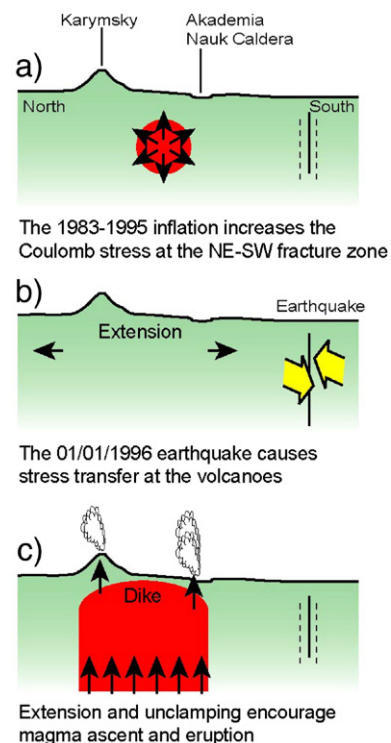 Karymsky
Akademia
Nauk Caldera
a)
North
South
The 1983-1995 inflation increases the
Coulomb stress at the NE-SW fracture zone
b)
Earthquake
Extension
The 01/01/1996 earthquake causes
stress transfer at the volcanoes
c)
Dike
Extension and unclamping encourage
magma ascent and eruption